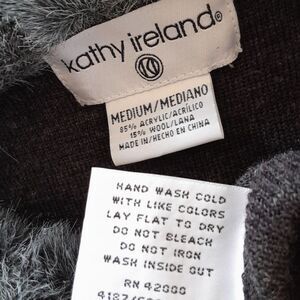 kathy ireland®
MEDIUM/MEDIANO
85% ACRYLIC/ACRÍLICO
15% WOOL/LANA
MADE IN/HECHO EN CHINA
HAND WASH COLD
WITH LIKE COLORS
LAY FLAT TO DRY
DO NOT BLEACH
DO NOT IRON
WASH INSIDE OUT
RN 42000